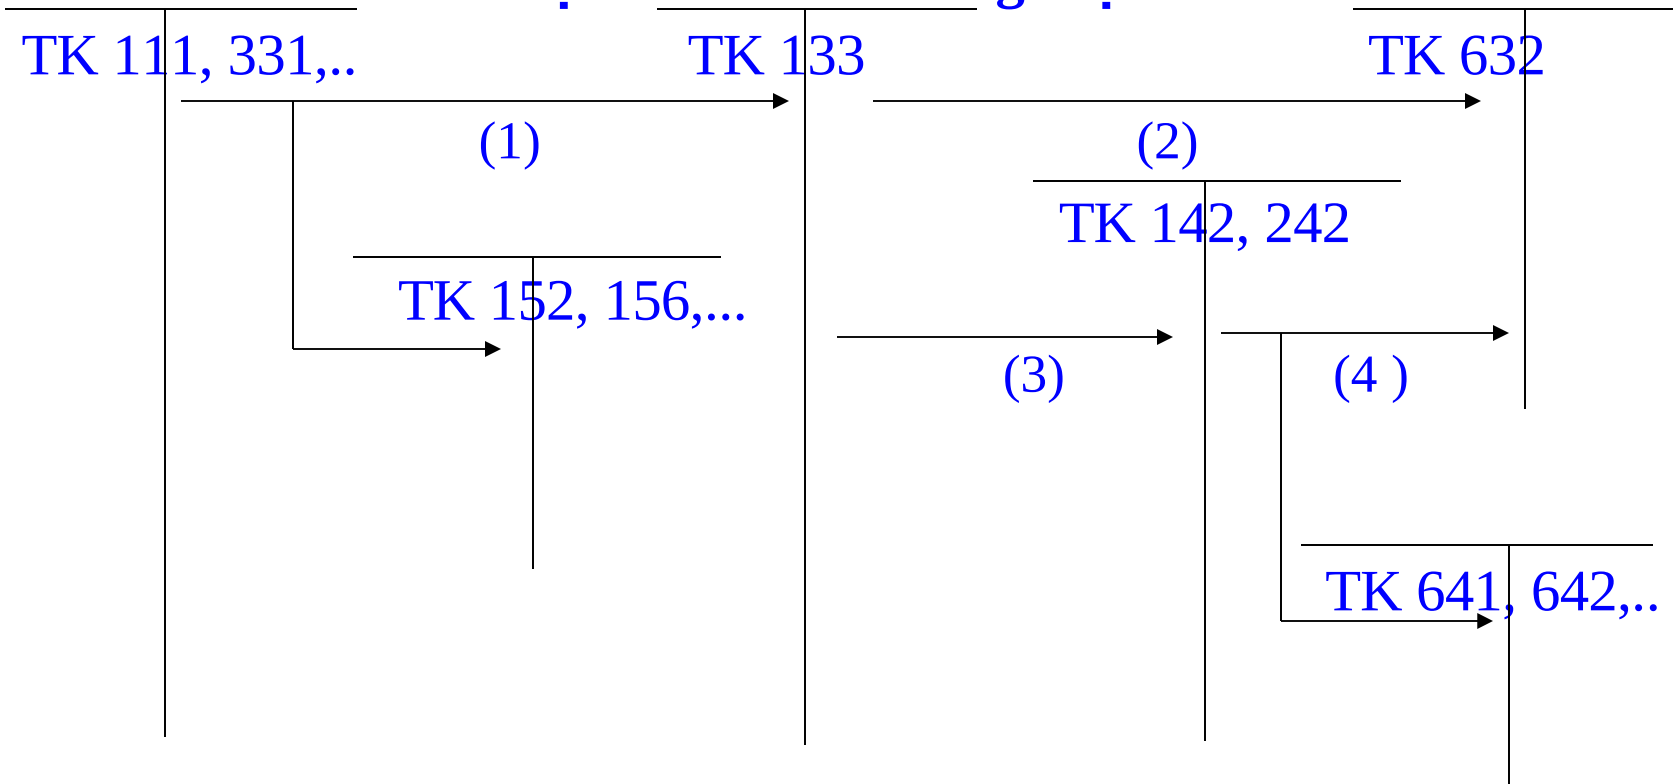 TK 111, 331,..
TK 133
TK 632
(1)
(2)
TK 142, 242
TK 152, 156,...
(3)
(4 )
TK 641, 642,..